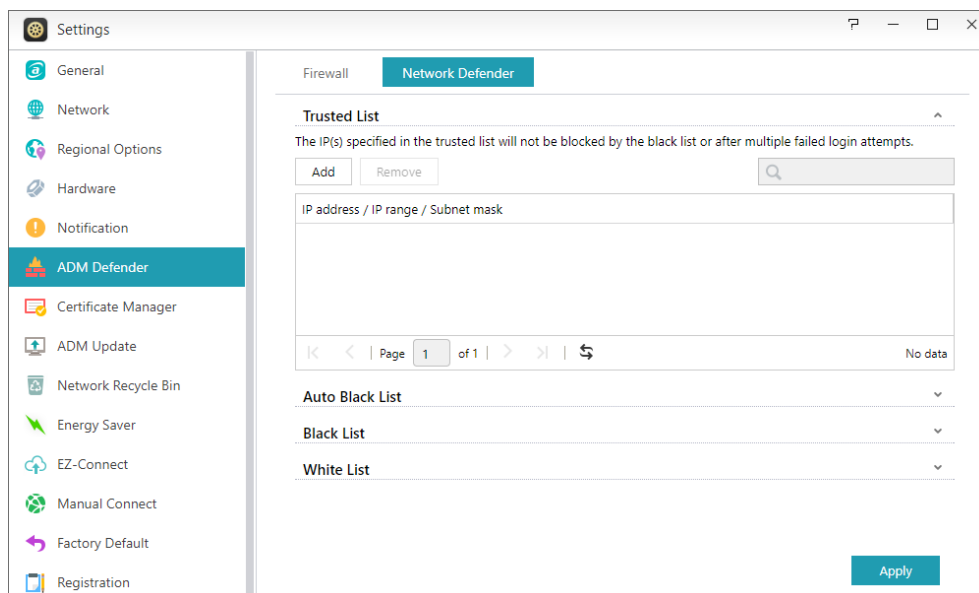 Settings
General
Network
Regional Options
Hardware
Notification
ADM Defender
Certificate Manager
ADM Update
Network Recycle Bin
Energy Saver
EZ-Connect
Manual Connect
Factory Default
Registration
Firewall
Network Defender
Trusted List
The IP(s) specified in the trusted list will not be blocked by the black list or after multiple failed login attempts.
Add
Remove
IP address / IP range / Subnet mask
Page 1 of 1
No data
Auto Black List
Black List
White List
Apply